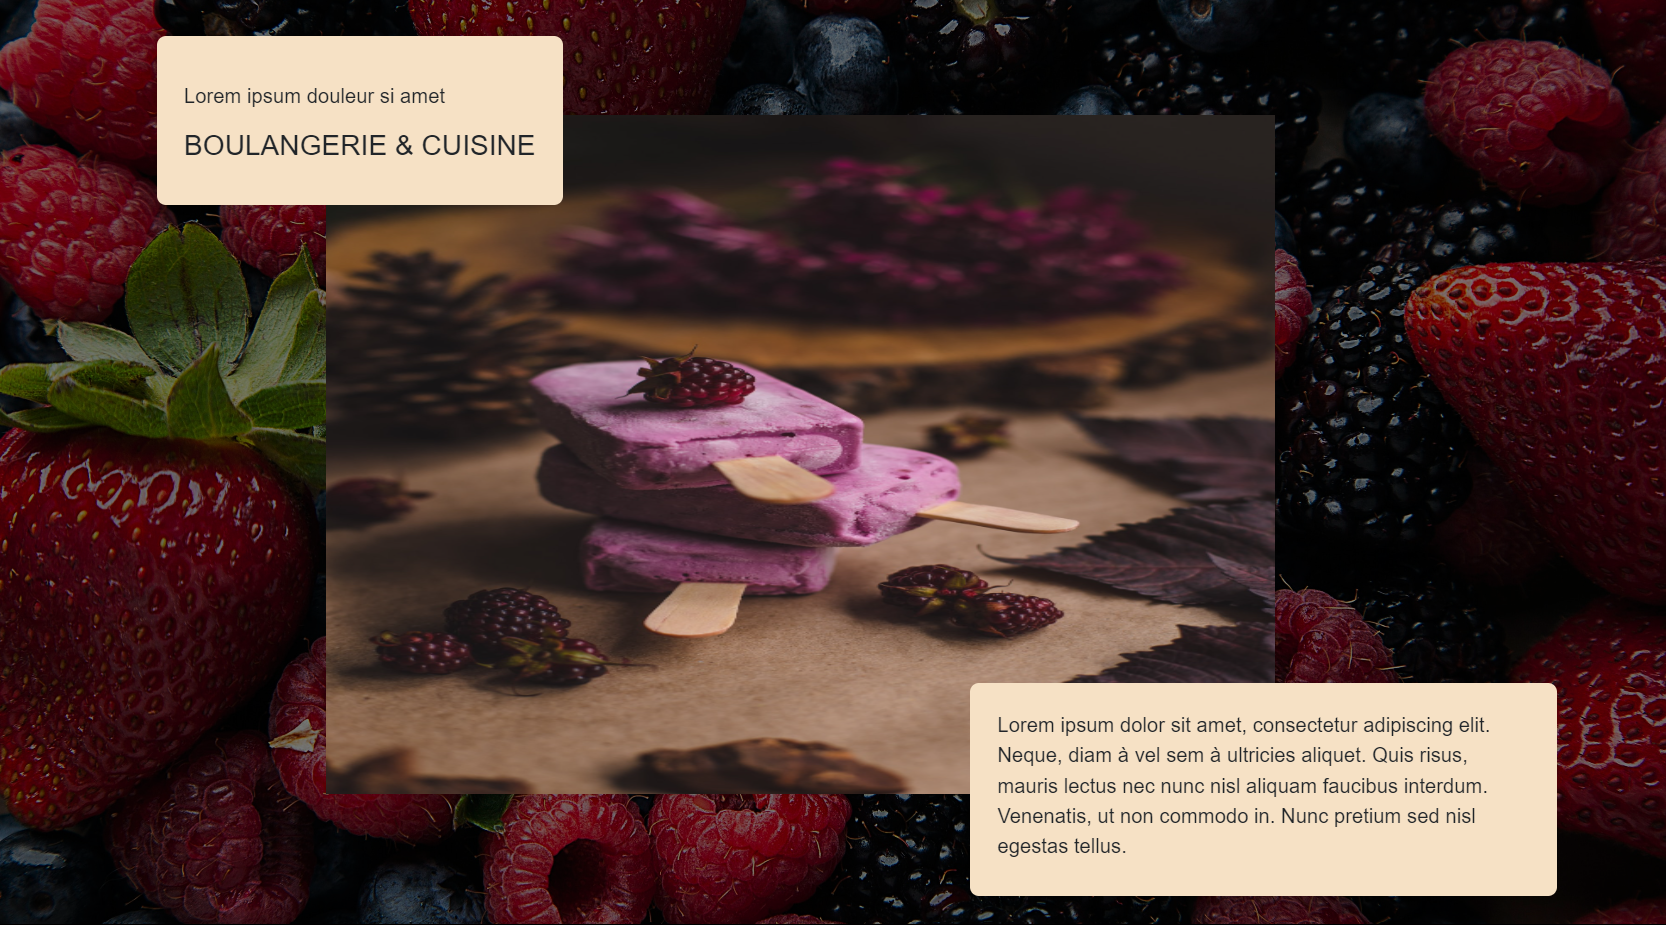 Lorem ipsum douleur si amet
BOULANGERIE & CUISINE
Lorem ipsum dolor sit amet, consectetur adipiscing elit.
Neque, diam à vel sem à ultricies aliquet. Quis risus,
mauris lectus nec nunc nisl aliquam faucibus interdum.
Venenatis, ut non commodo in. Nunc pretium sed nisl
egestas tellus.